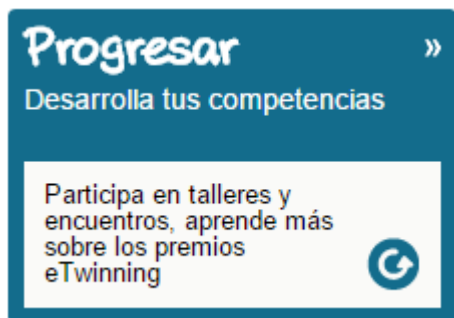 Progresar »
Desarrolla tus competencias
Participa en talleres y
encuentros, aprende más
sobre los premios
eTwinning